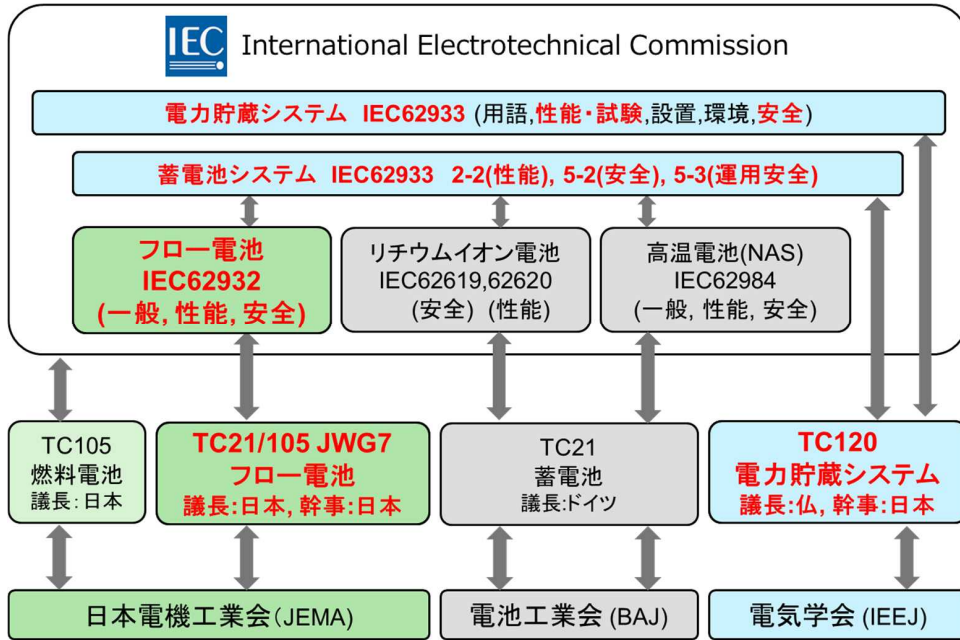 IEC International Electrotechnical Commission
電力貯蔵システム IEC62933 (用語,性能・試験,設置,環境,安全)
蓄電池システム IEC62933 2-2(性能), 5-2(安全), 5-3(運用安全)
フロー電池
IEC62932
(一般, 性能, 安全)
リチウムイオン電池
IEC62619,62620
(安全) (性能)
高温電池(NAS)
IEC62984
(一般, 性能, 安全)
TC105
燃料電池
議長:日本
TC21/105 JWG7
フロー電池
議長:日本, 幹事:日本
TC21
蓄電池
議長:ドイツ
TC120
電力貯蔵システム
議長:仏, 幹事:日本
日本電機工業会(JEMA)
電池工業会(BAJ)
電気学会(IEEJ)